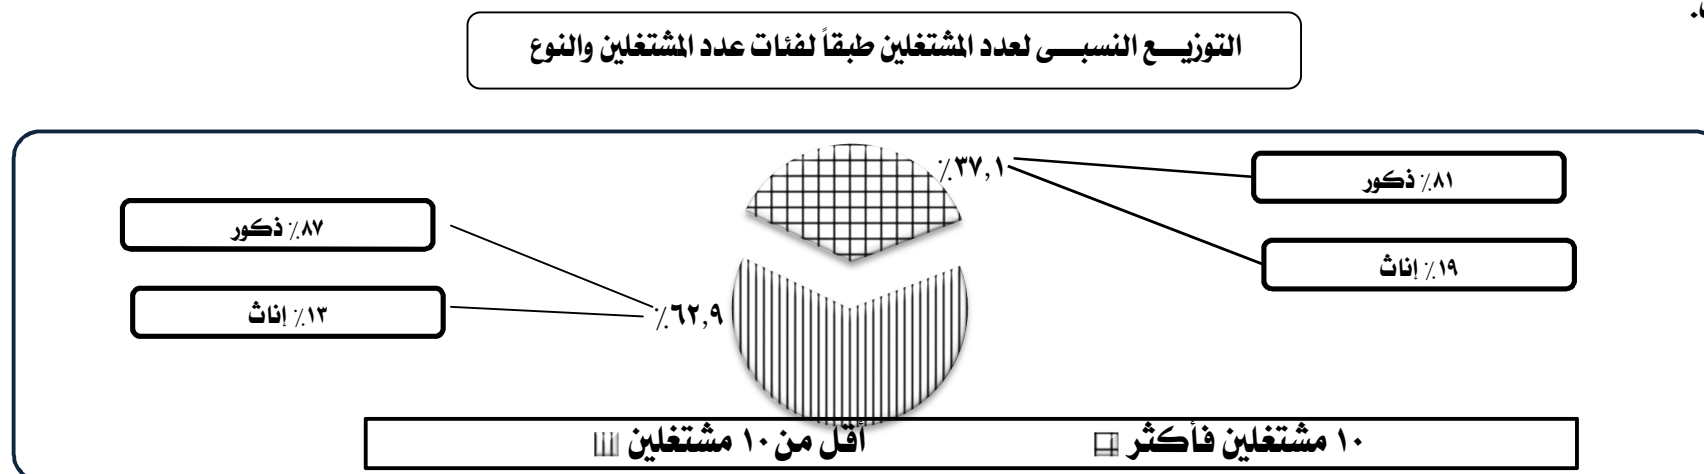 التوزيـــع النسبـــى لعدد المشتغلين طبقاً لفئات عدد المشتغلين والنوع
٣٧,١٪
٨١٪ ذكور
١٩٪ إناث
٨٧٪ ذكور
١٣٪ إناث
٦٢,٩٪
١٠ مشتغلين فأكثر
أقل من ١٠ مشتغلين